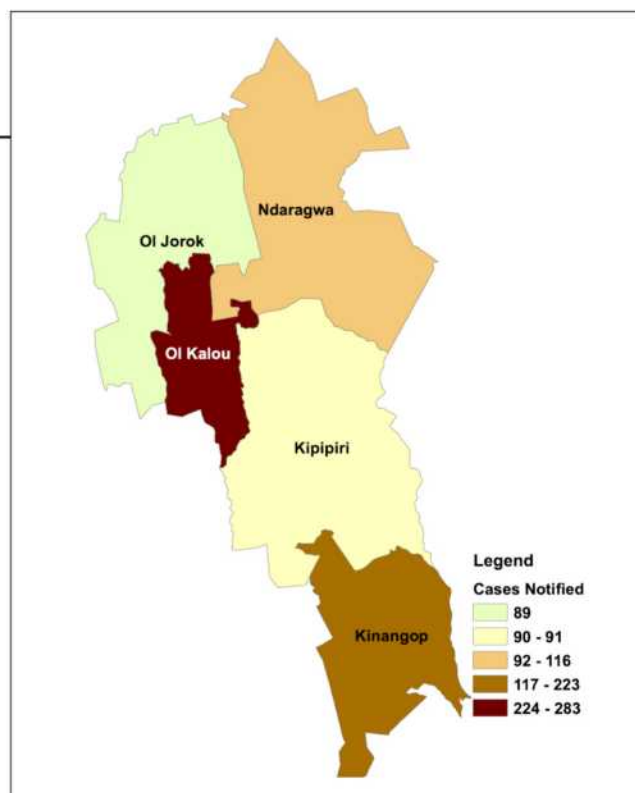 Ndaragwa
Ol Jorok
Ol Kalou
Kipipiri
Kinangop
Legend
Cases Notified
89
90 - 91
92 - 116
117 - 223
224 - 283